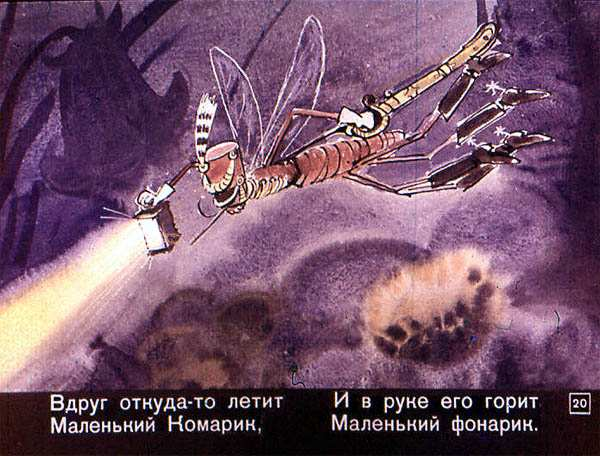 Вдруг откуда-то летит
Маленький Комарик,
И в руке его горит
Маленький фонарик.
20